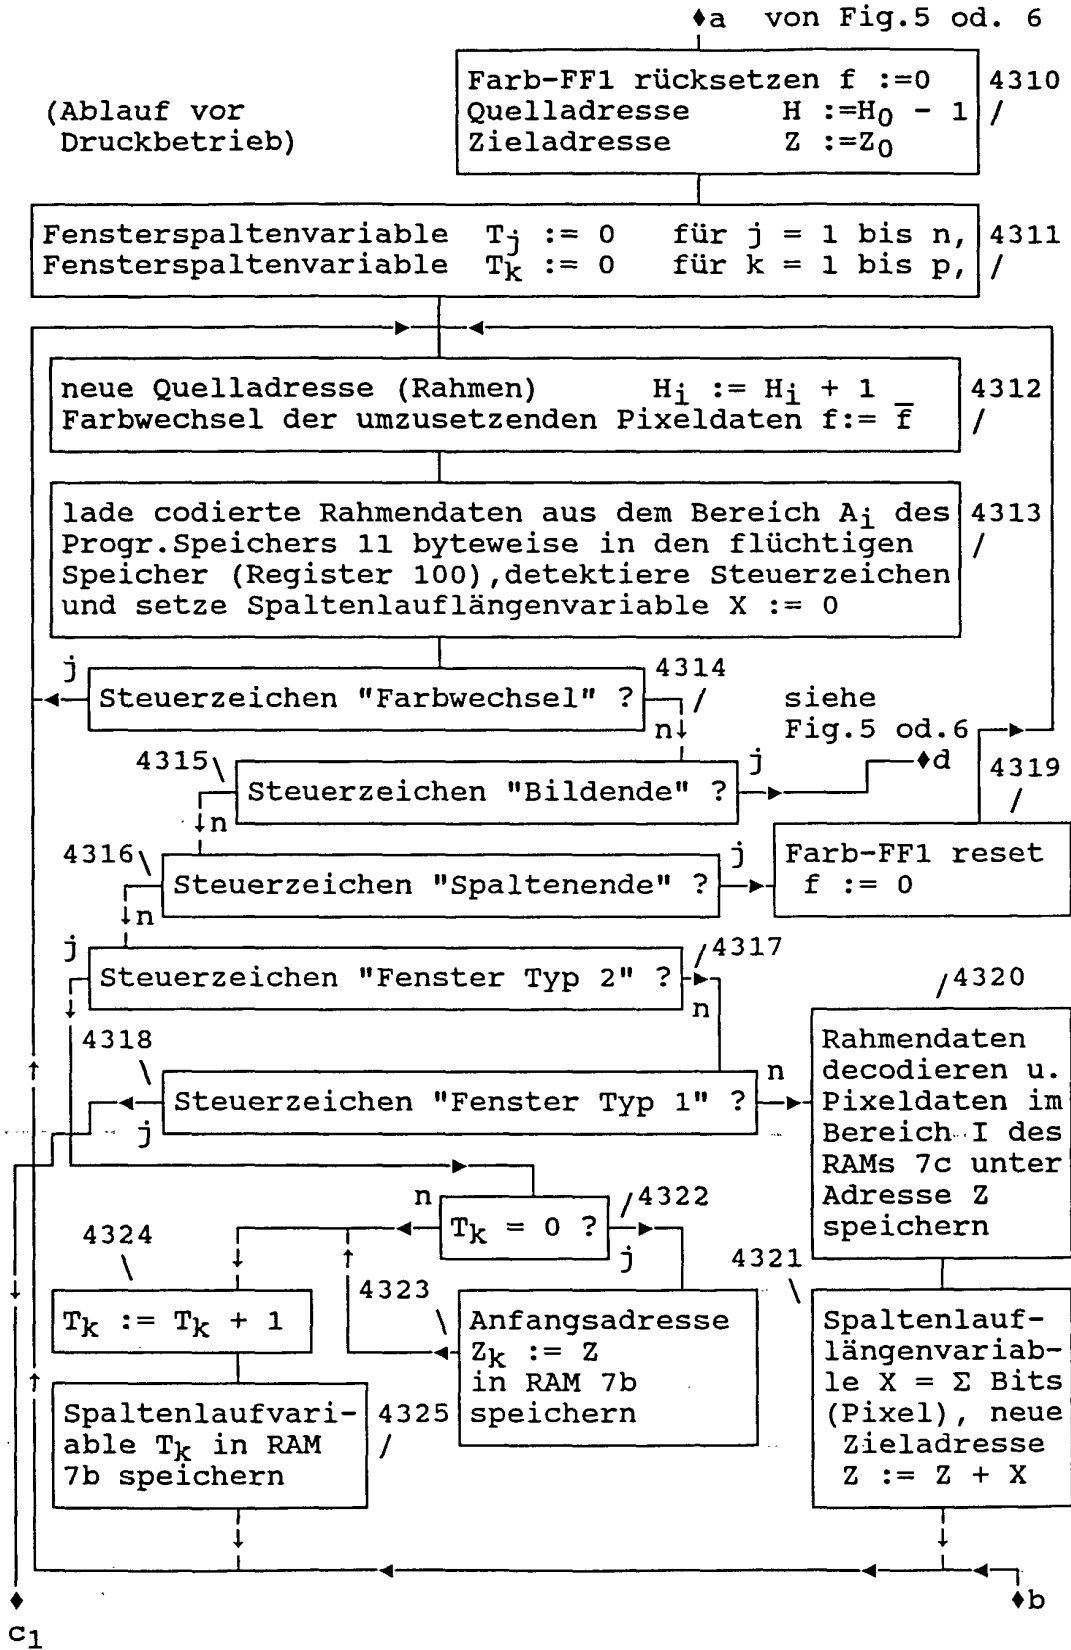 ♦a von Fig.5 od. 6
(Ablauf vor
Druckbetrieb)
Farb-FF1 rücksetzen f :=0
Quelladresse H :=H₀ - 1
Zieladresse Z :=Z₀
4310
/
Fensterspaltenvariable Tⱼ := 0 für j = 1 bis n,
Fensterspaltenvariable Tₖ := 0 für k = 1 bis p,
4311
/
neue Quelladresse (Rahmen) Hᵢ := Hᵢ + 1
Farbwechsel der umzusetzenden Pixeldaten f:= f̅
4312
/
lade codierte Rahmendaten aus dem Bereich Aᵢ des
Progr.Speichers 11 byteweise in den flüchtigen
Speicher (Register 100),detektiere Steuerzeichen
und setze Spaltenlauflängenvariable X := 0
4313
/
j
Steuerzeichen "Farbwechsel" ?
4314
/
n
siehe
Fig.5 od.6
♦d
4315
Steuerzeichen "Bildende" ?
j
n
4319
/
Farb-FF1 reset
f := 0
4316
Steuerzeichen "Spaltenende" ?
j
n
j
Steuerzeichen "Fenster Typ 2" ?
/4317
n
4318
Steuerzeichen "Fenster Typ 1" ?
n
j
/4320
Rahmendaten
decodieren u.
Pixeldaten im
Bereich I des
RAMs 7c unter
Adresse Z
speichern
n
Tₖ = 0 ?
/4322
j
4324
\
Tₖ := Tₖ + 1
4323
\
Anfangsadresse
Zₖ := Z
in RAM 7b
speichern
4321
\
Spaltenlauf-
längenvariab-
le X = Σ Bits
(Pixel), neue
Zieladresse
Z := Z + X
Spaltenlaufvari-
able Tₖ in RAM
7b speichern
4325
/
♦b
♦
c₁